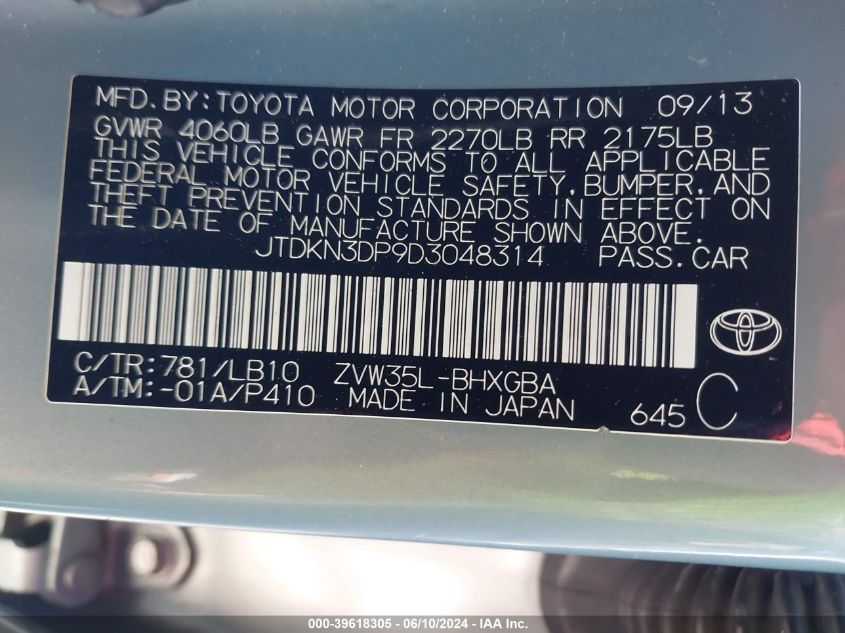 MFD.BY:TOYOTA MOTOR CORPORATION 09/13
GVWR 4060LB GAWR FR 2270LB RR 2175LB
THIS VEHICLE CONFORMS TO ALL APPLICABLE
FEDERAL MOTOR VEHICLE SAFETY,BUMPER,AND
THEFT PREVENTION STANDARDS IN EFFECT ON
THE DATE OF MANUFACTURE SHOWN ABOVE.
JTDKN3DP9D3048314 PASS.CAR
C/TR:781/LB10 ZVW35L-BHXGBA
A/TM:-01A/P410 MADE IN JAPAN 645 C
000-39618305 - 06/10/2024 - IAA Inc.